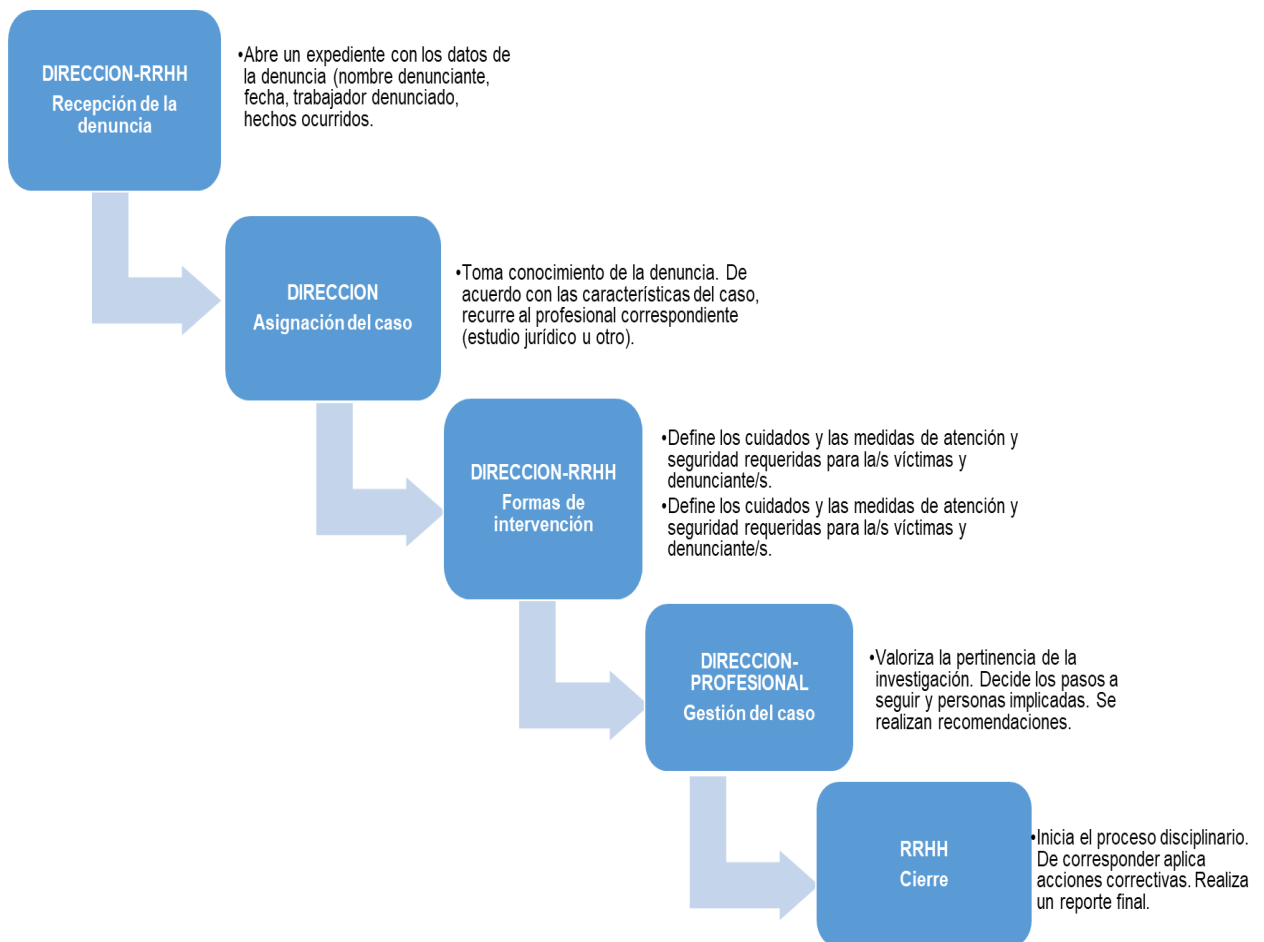 DIRECCION-RRHH
Recepción de la
denuncia
•Abre un expediente con los datos de
la denuncia (nombre denunciante,
fecha, trabajador denunciado,
hechos ocurridos.
DIRECCION
Asignación del caso
•Toma conocimiento de la denuncia. De
acuerdo con las características del caso,
recurre al profesional correspondiente
(estudio jurídico u otro).
DIRECCION-RRHH
Formas de
intervención
•Define los cuidados y las medidas de atención y
seguridad requeridas para la/s víctimas y
denunciante/s.
•Define los cuidados y las medidas de atención y
seguridad requeridas para la/s víctimas y
denunciante/s.
DIRECCION-
PROFESIONAL
Gestión del caso
•Valoriza la pertinencia de la
investigación. Decide los pasos a
seguir y personas implicadas. Se
realizan recomendaciones.
RRHH
Cierre
•Inicia el proceso disciplinario.
De corresponder aplica
acciones correctivas. Realiza
un reporte final.